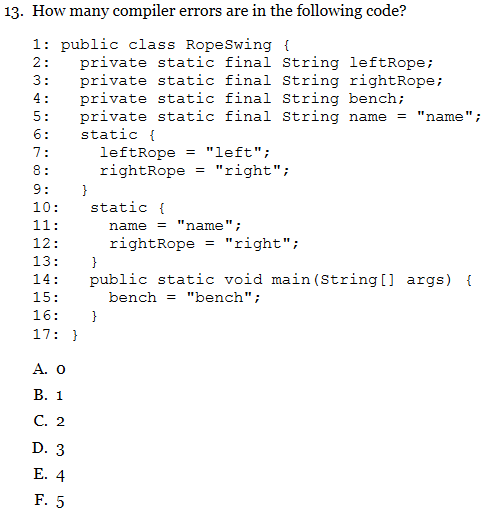 13. How many compiler errors are in the following code?
1: public class RopeSwing {
2:   private static final String leftRope;
3:   private static final String rightRope;
4:   private static final String bench;
5:   private static final String name = "name";
6:   static {
7:     leftRope = "left";
8:     rightRope = "right";
9:   }
10:   static {
11:     name = "name";
12:     rightRope = "right";
13:   }
14:   public static void main(String[] args) {
15:     bench = "bench";
16:   }
17: }
A. 0
B. 1
C. 2
D. 3
E. 4
F. 5